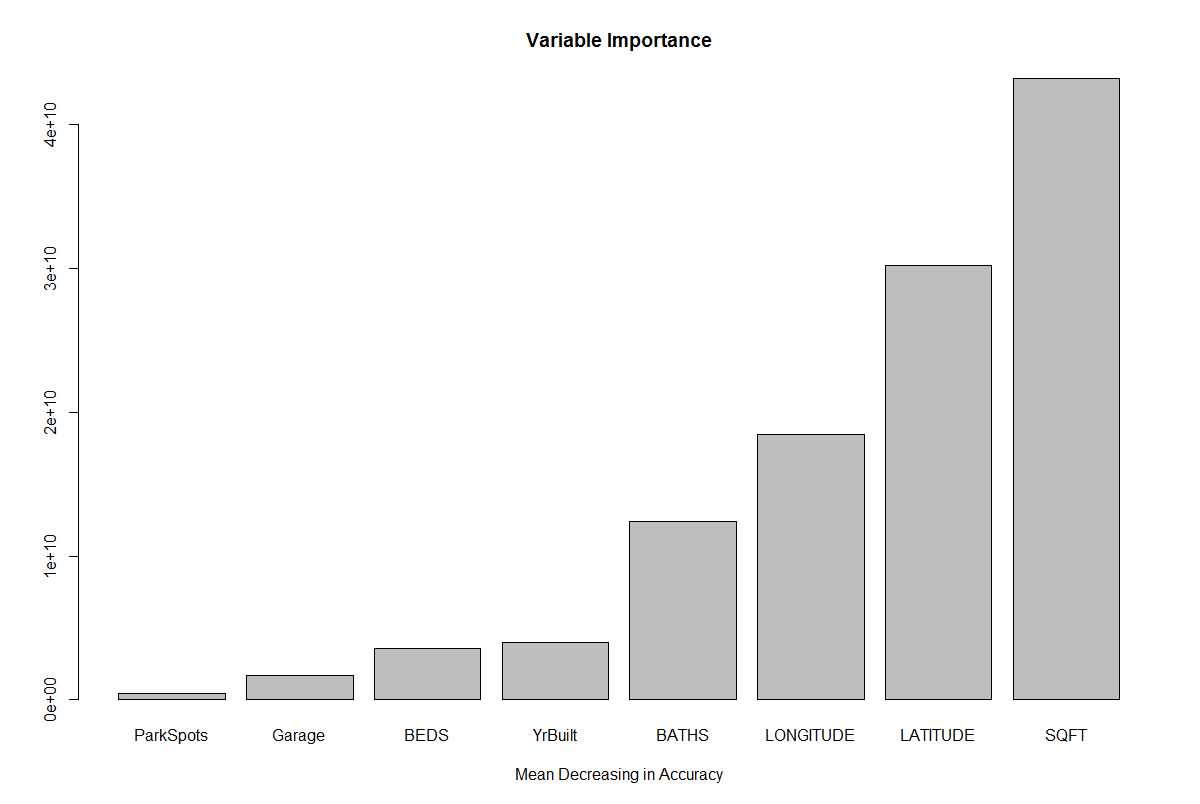 Variable Importance
4e+10
3e+10
2e+10
1e+10
0e+00
ParkSpots Garage BEDS YrBuilt BATHS LONGITUDE LATITUDE SQFT
Mean Decreasing in Accuracy